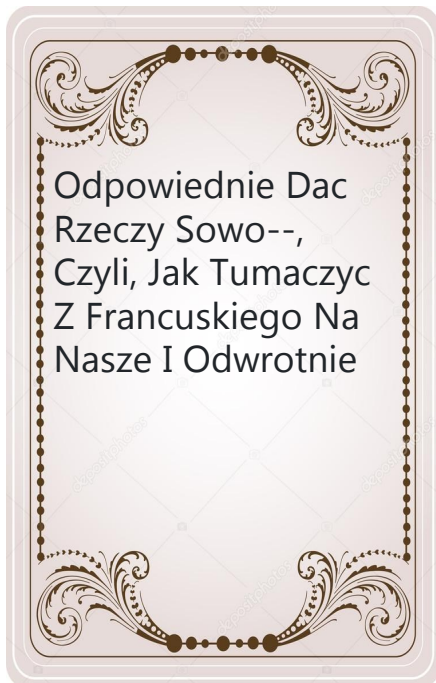 Odpowiednie Dac
Rzeczy Sowo--,
Czyli, Jak Tumaczyc
Z Francuskiego Na
Nasze I Odwrotnie